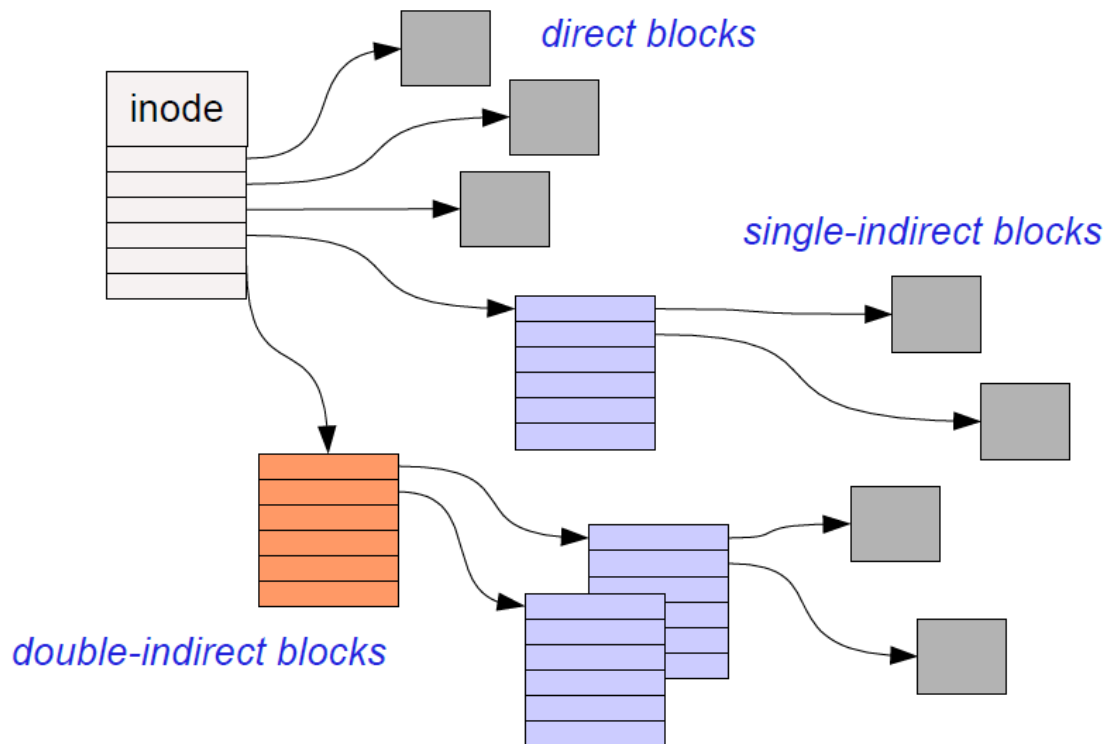 direct blocks
inode
single-indirect blocks
double-indirect blocks